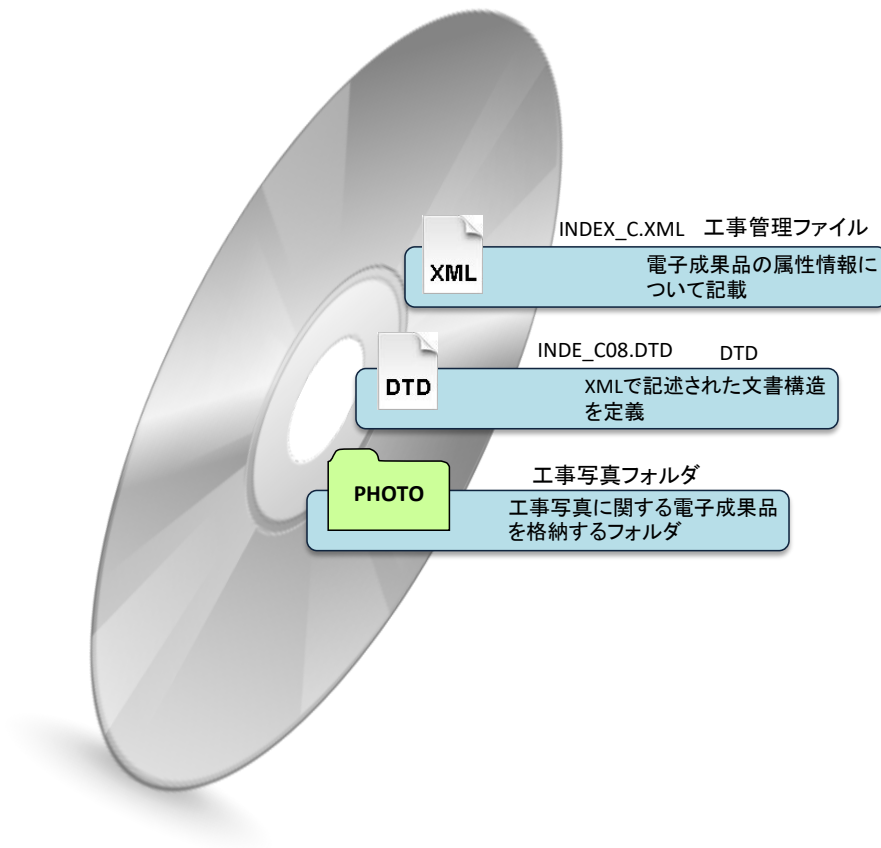 INDEX_C.XML 工事管理ファイル
XML
電子成果品の属性情報に
ついて記載
INDE_C08.DTD DTD
DTD
XMLで記述された文書構造
を定義
工事写真フォルダ
PHOTO
工事写真に関する電子成果品
を格納するフォルダ